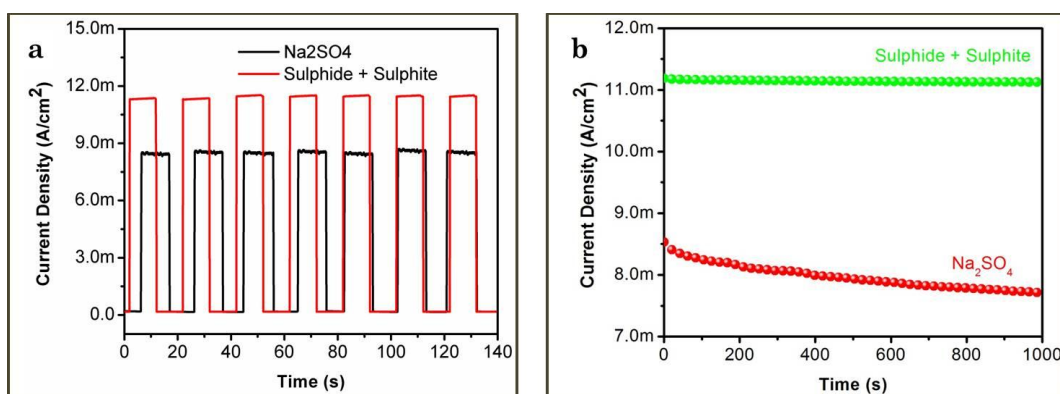 a
Na2SO4
Sulphide + Sulphite
Current Density (A/cm²)
15.0m
12.0m
9.0m
6.0m
3.0m
0.0
0 20 40 60 80 100 120 140
Time (s)
b
Sulphide + Sulphite
Na₂SO₄
Current Density (A/cm²)
12.0m
11.0m
10.0m
9.0m
8.0m
7.0m
0 200 400 600 800 1000
Time (s)